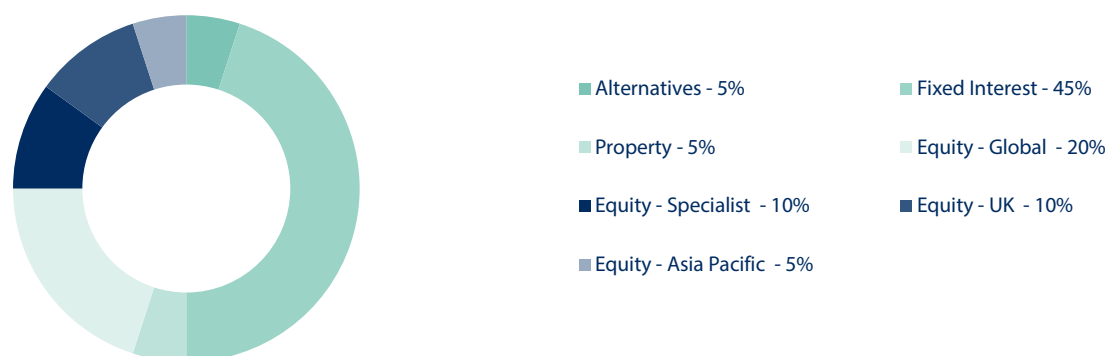 Alternatives - 5%
Fixed Interest - 45%
Property - 5%
Equity - Global - 20%
Equity - Specialist - 10%
Equity - UK - 10%
Equity - Asia Pacific - 5%